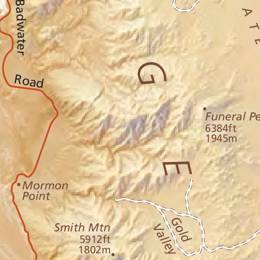 Badwater
Road
G
Funeral Pe
6384ft
1945m
E
Mormon
Point
Gold
Valley
Smith Mtn
5912ft
1802m